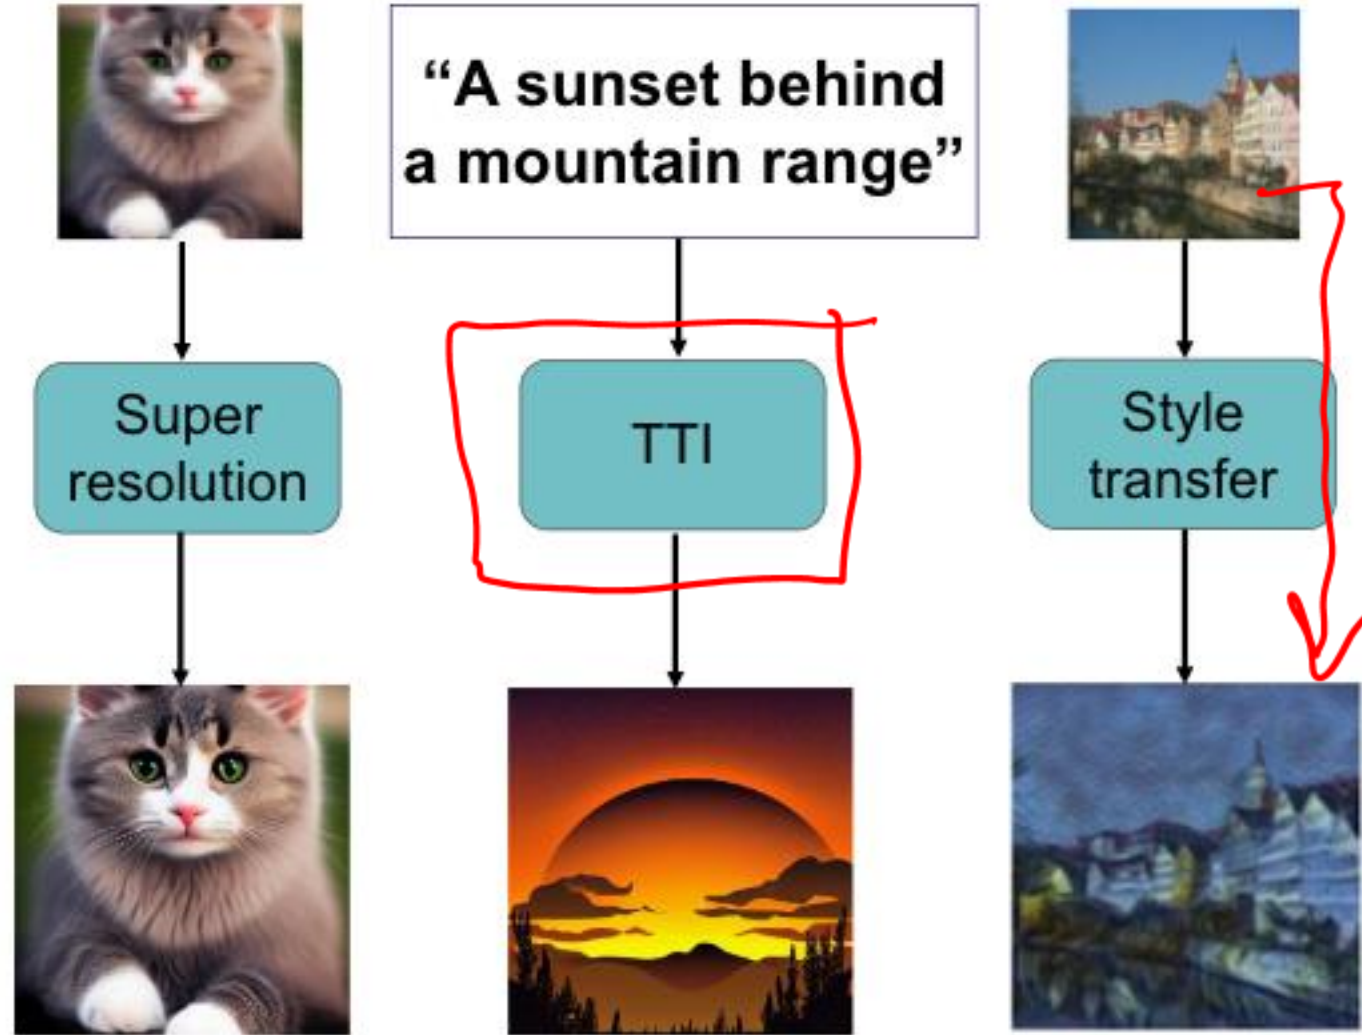 “A sunset behind
a mountain range”
Super
resolution
TTI
Style
transfer